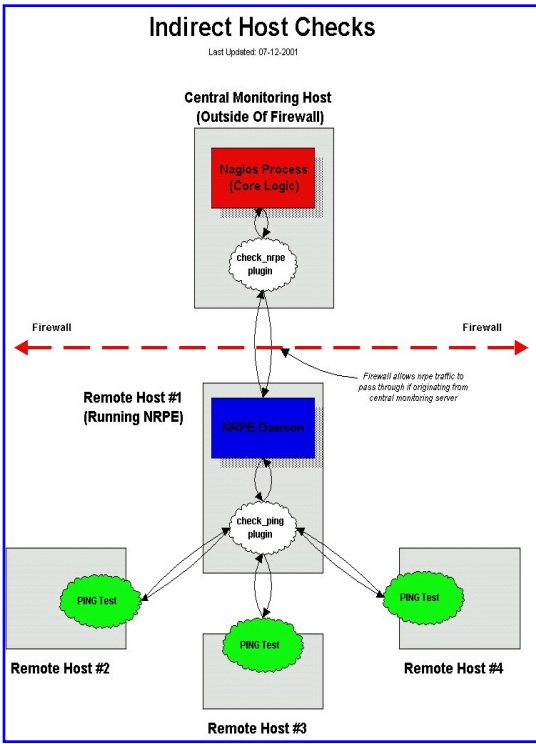 Indirect Host Checks
Last Updated: 07-12-2001
Central Monitoring Host
(Outside Of Firewall)
Nagios Process
(Core Logic)
check_nrpe
plugin
Firewall
Firewall
Firewall allows nrpe traffic to
pass through if originating from
central monitoring server
Remote Host #1
(Running NRPE)
NRPE Daemon
check_ping
plugin
PING Test
PING Test
PING Test
Remote Host #2
Remote Host #4
Remote Host #3